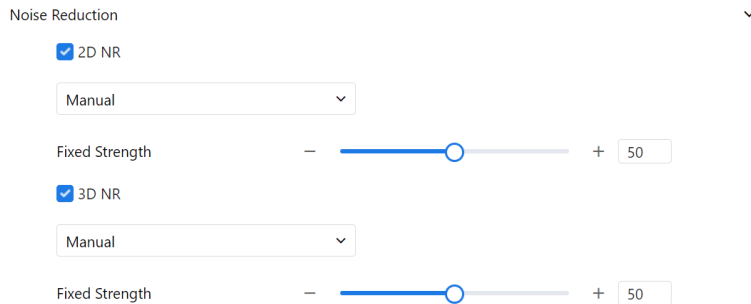 Noise Reduction
2D NR
Manual
Fixed Strength − + 50
3D NR
Manual
Fixed Strength − + 50